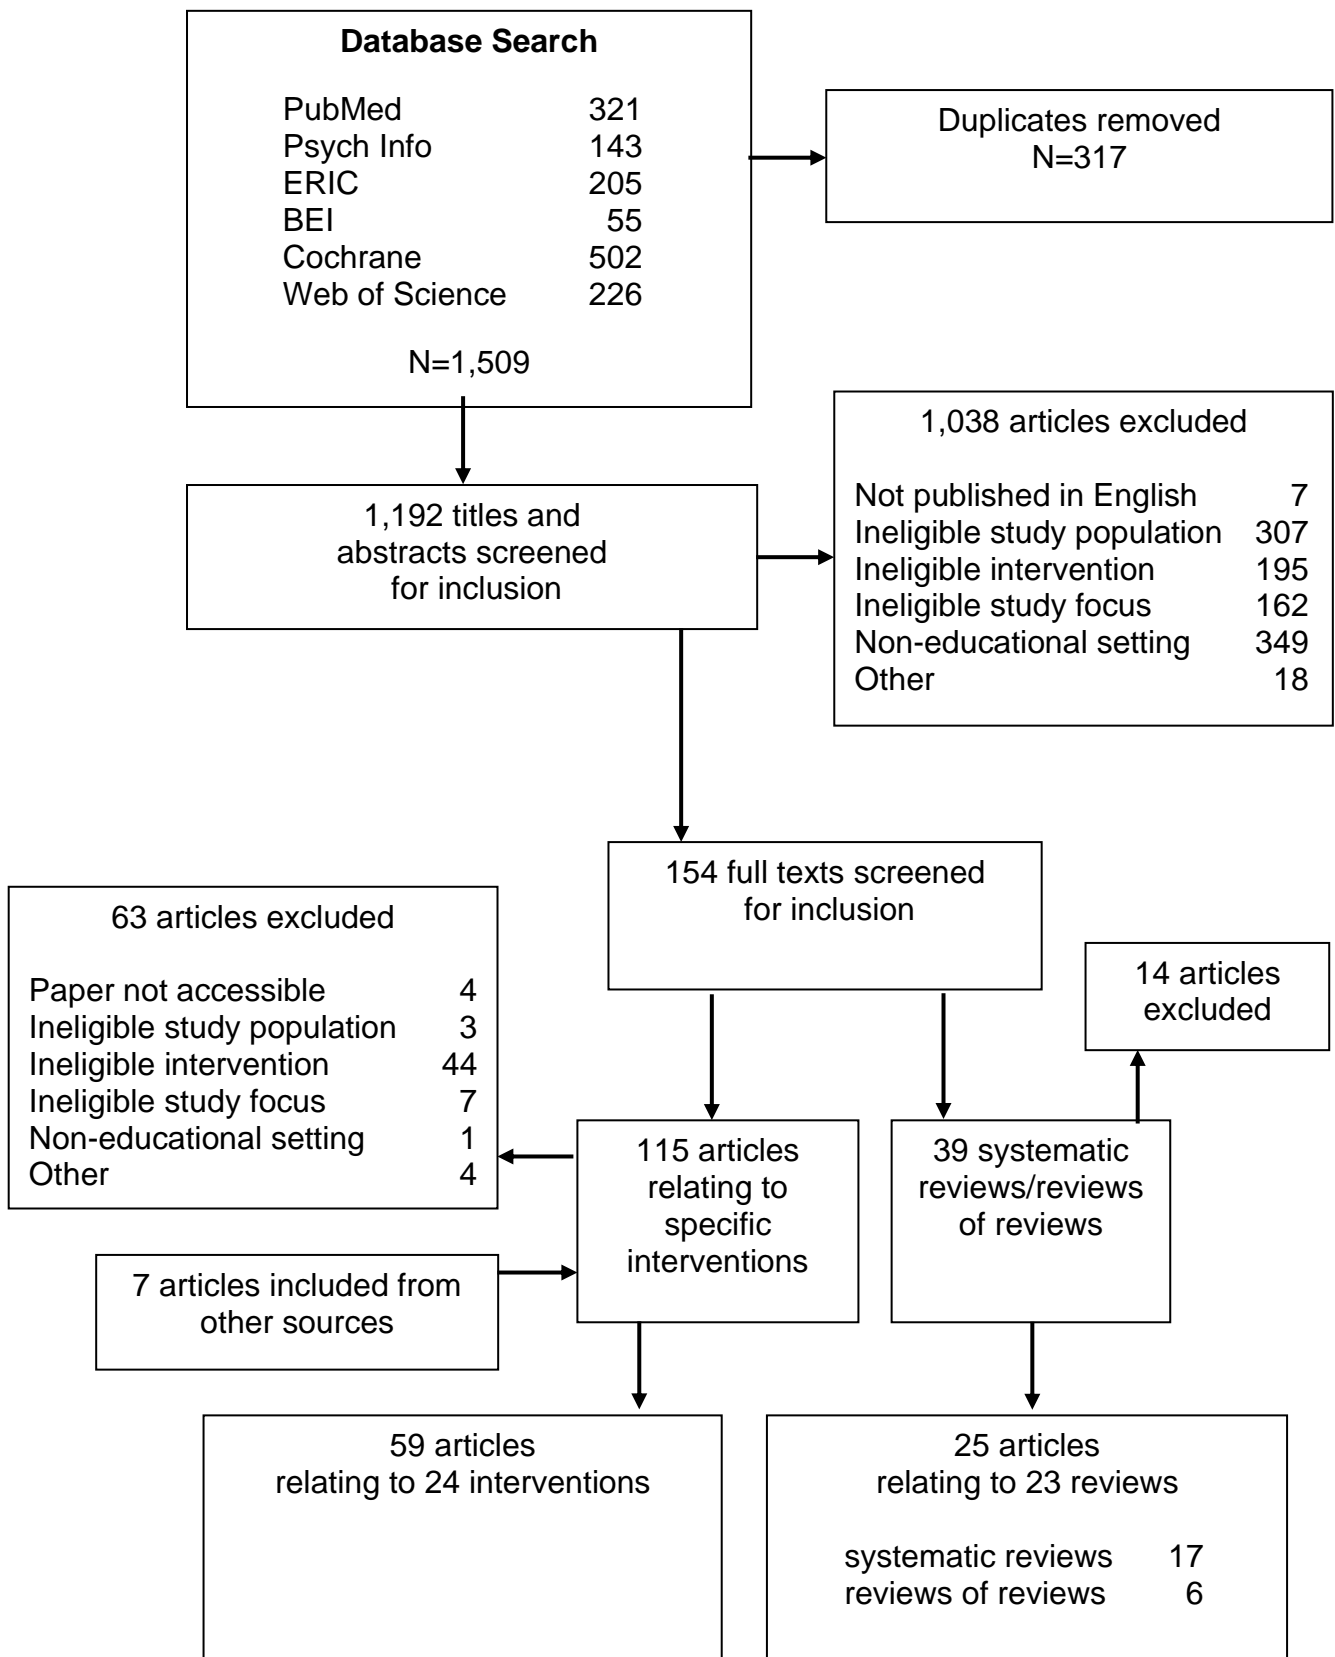 Database Search
PubMed 321
Psych Info 143
ERIC 205
BEI 55
Cochrane 502
Web of Science 226
N=1,509
Duplicates removed
N=317
1,192 titles and
abstracts screened
for inclusion
1,038 articles excluded
Not published in English 7
Ineligible study population 307
Ineligible intervention 195
Ineligible study focus 162
Non-educational setting 349
Other 18
154 full texts screened
for inclusion
63 articles excluded
Paper not accessible 4
Ineligible study population 3
Ineligible intervention 44
Ineligible study focus 7
Non-educational setting 1
Other 4
14 articles
excluded
115 articles
relating to
specific
interventions
39 systematic
reviews/reviews
of reviews
7 articles included from
other sources
59 articles
relating to 24 interventions
25 articles
relating to 23 reviews
systematic reviews 17
reviews of reviews 6